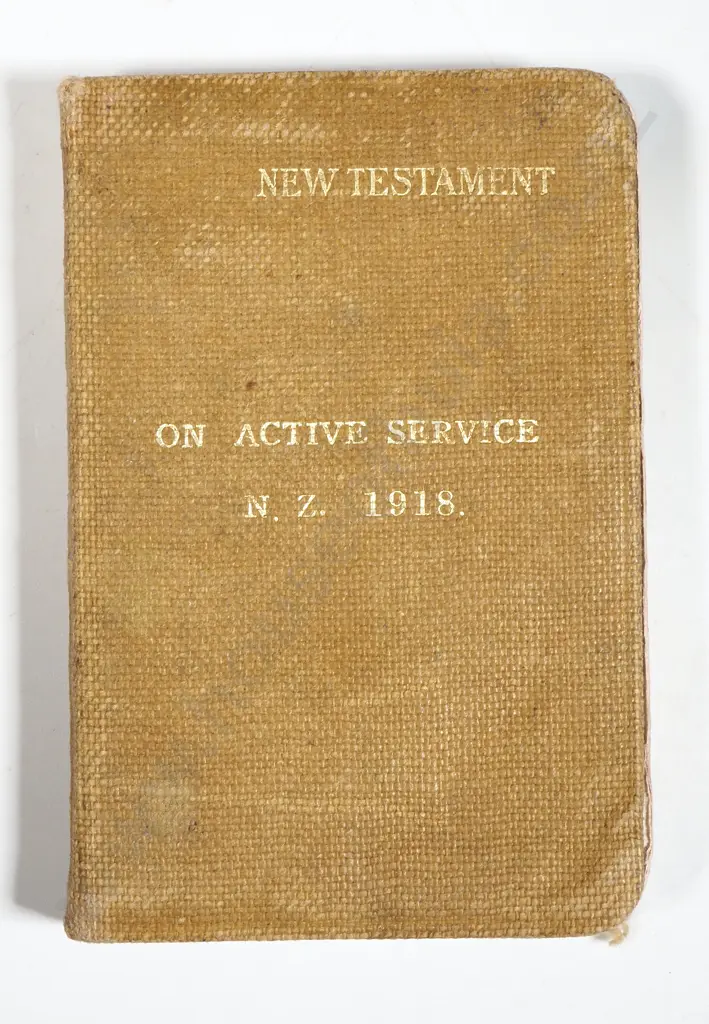 NEW TESTAMENT
ON ACTIVE SERVICE
N. Z. 1918.